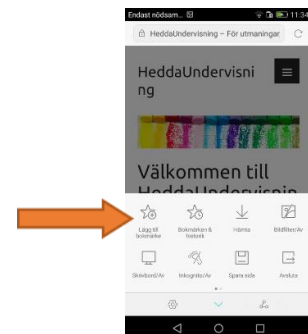 Endast nödsam... 11:34
HeddaUndervisning – För utmaningar
HeddaUndervisni
ng
Välkommen till
HeddaUndervisnin
Lägg till bokmärke
Bokmärken & historik
Hämta
Bildfilter/Av
Skrivbord/Av
Inkognito/Av
Spara sida
Avsluta